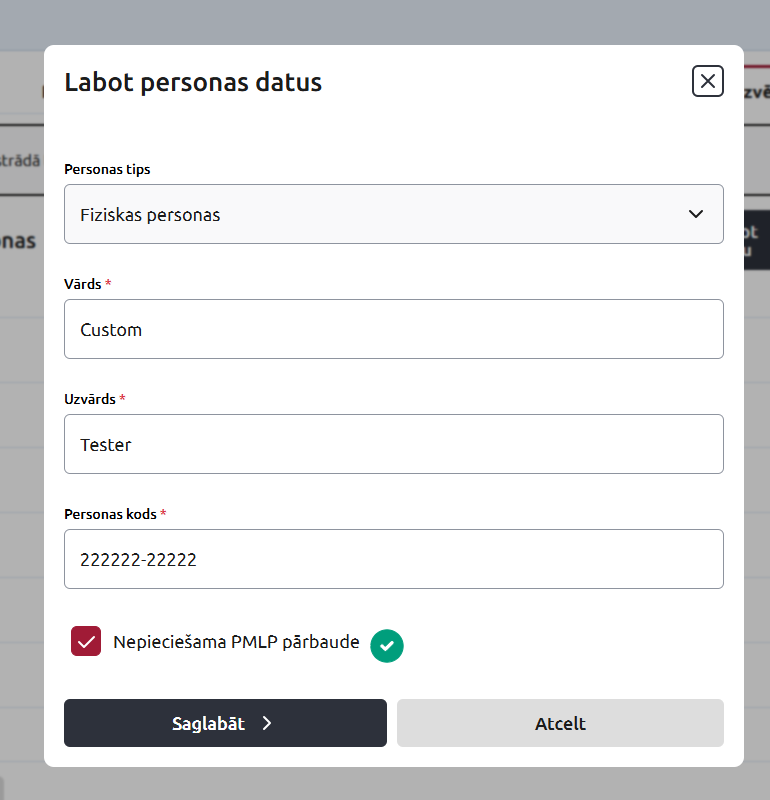 Labot personas datus
strādā
Personas tips
Fiziskas personas
Vārds *
Custom
Uzvārds *
Tester
Personas kods *
222222-22222
Nepieciešama PMLP pārbaude
Saglabāt
Atcelt